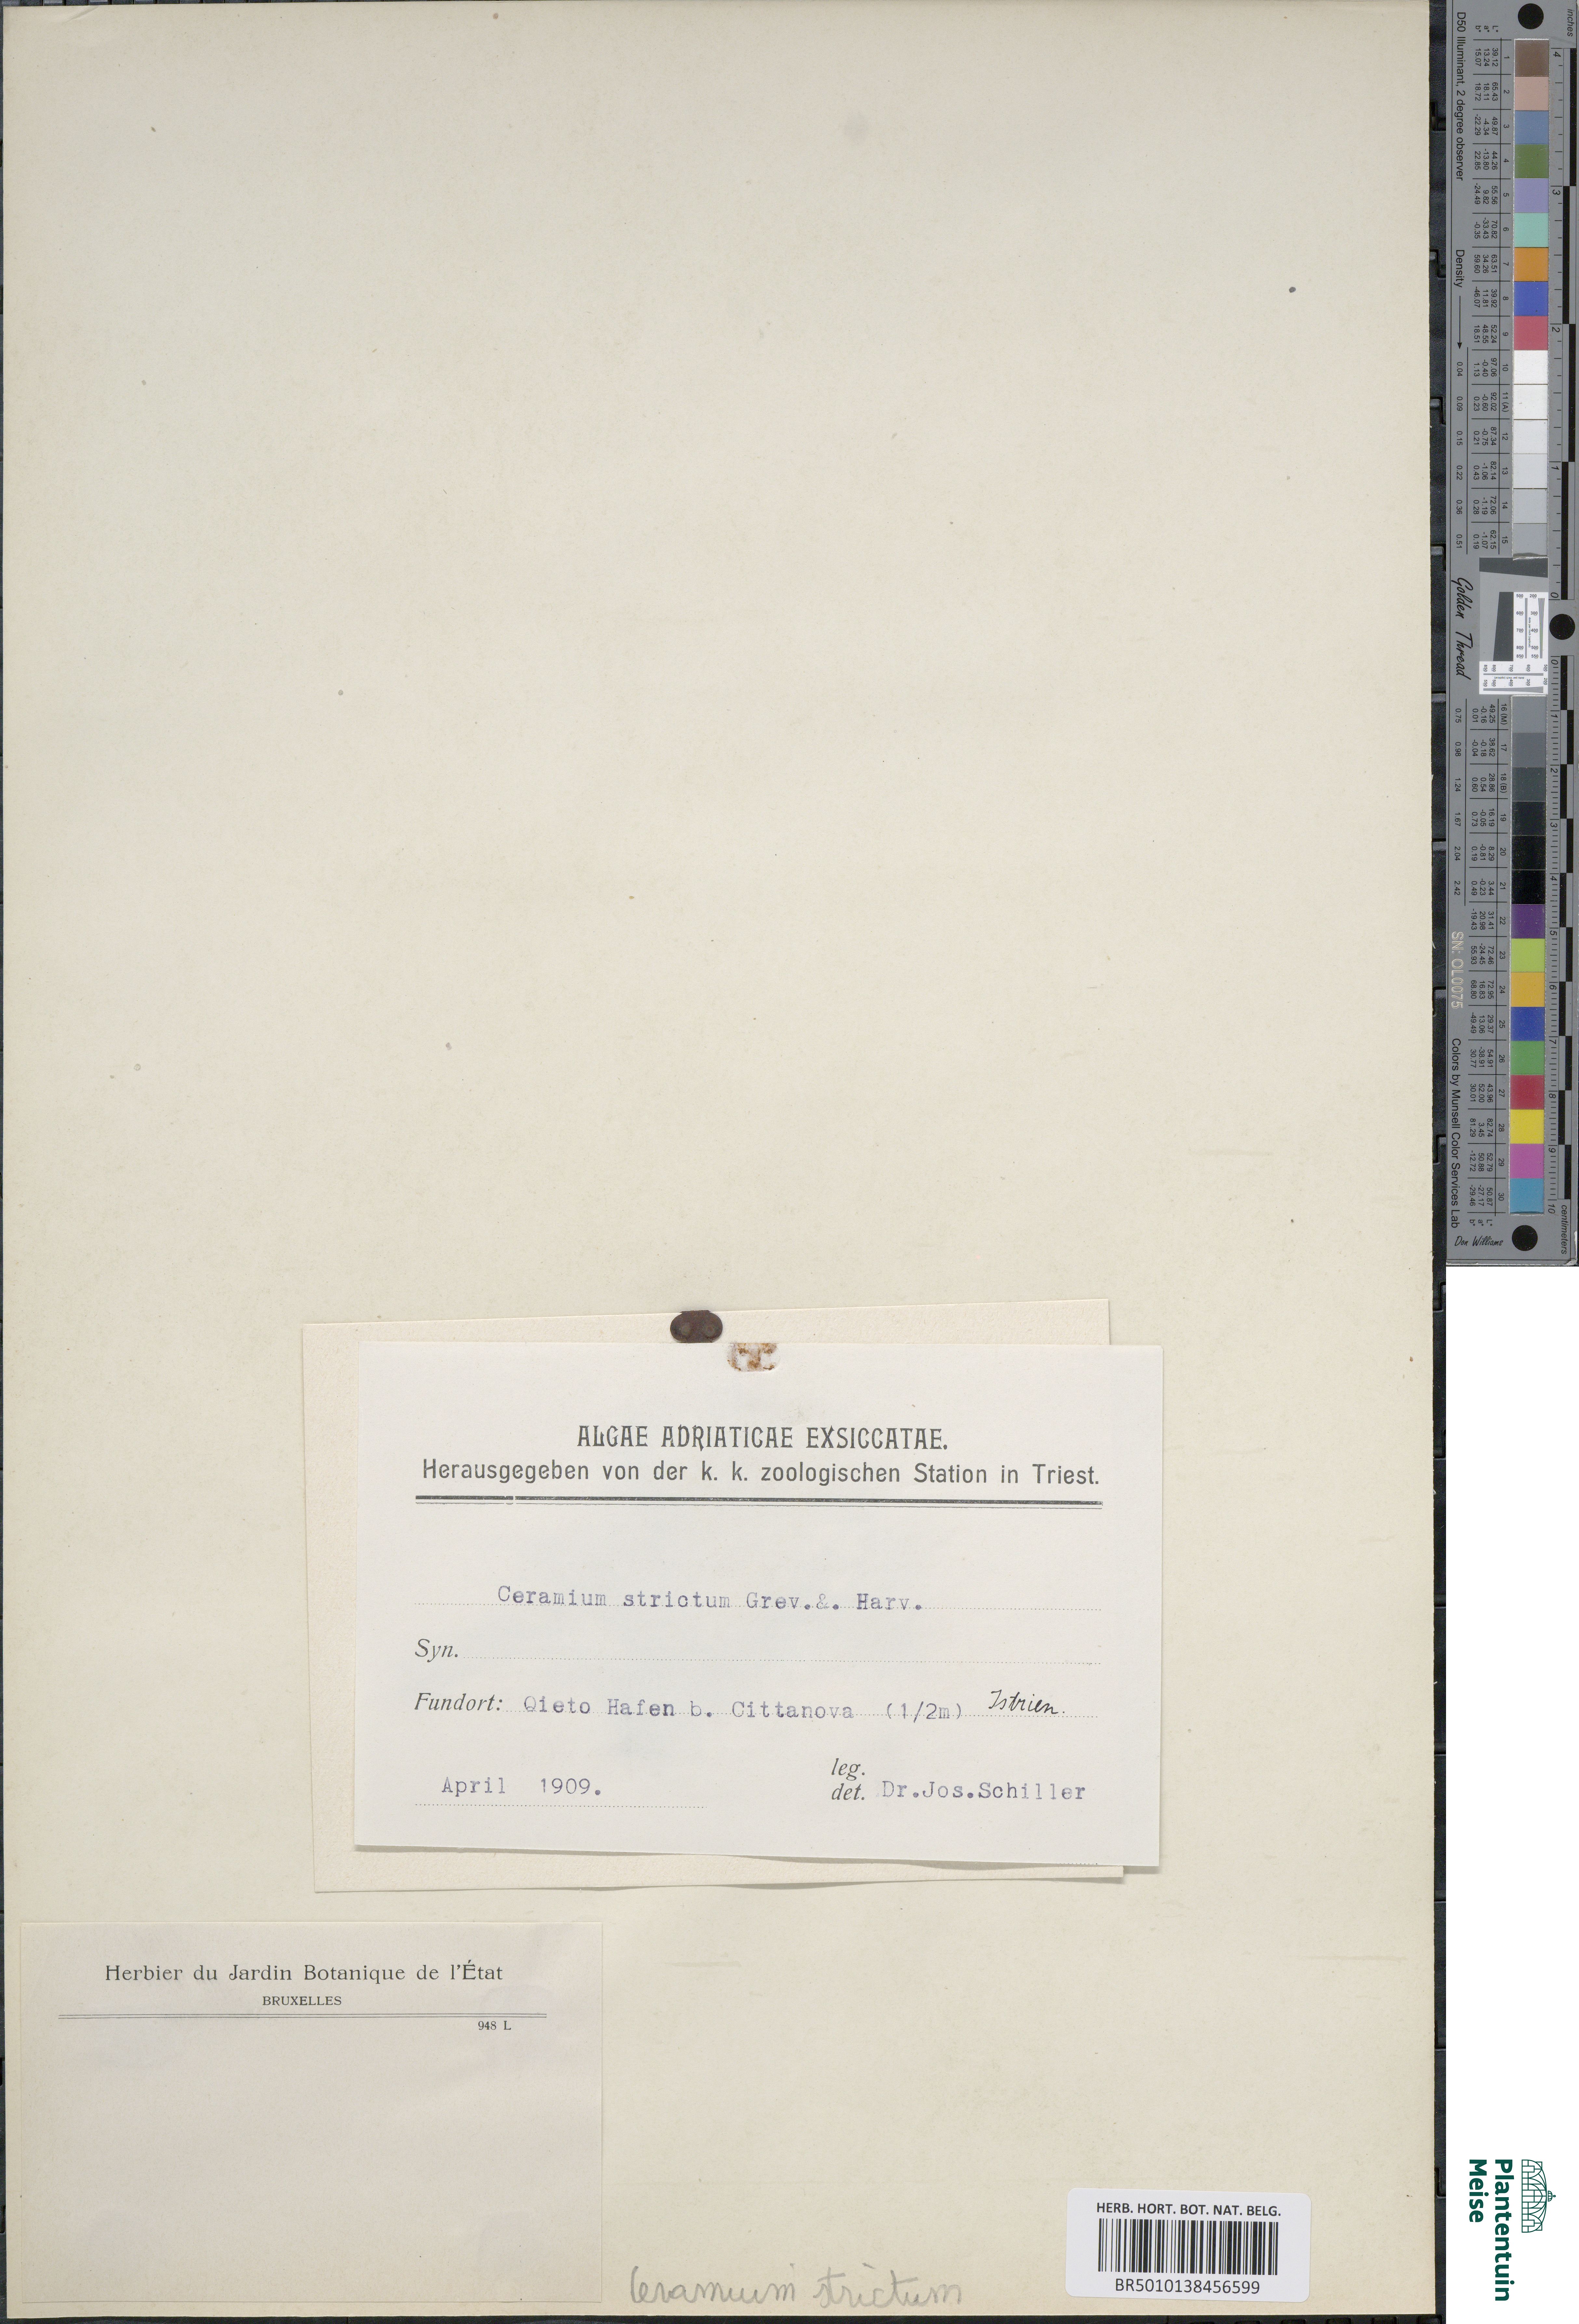 ALGAE ADRIATICAE EXSICCATAE.
Herausgegeben von der k. k. zoologischen Station in Triest.
Ceramium strictum Grev.&. Harv.
Syn.
Fundort: Qieto Hafen b. Cittanova (1/2m) Istrien.
leg.
April 1909. det. Dr.Jos.Schiller
Herbier du Jardin Botanique de l'État
BRUXELLES
948 L
Ceramium strictum
HERB. HORT. BOT. NAT. BELG.
BR5010138456599
Plantentuin
Meise
inches
D50 Illuminant, 2 degree observer
Density
Golden Thread
SN: OL0075
Colors by Munsell Color Services Lab
Don Williams
centimeters